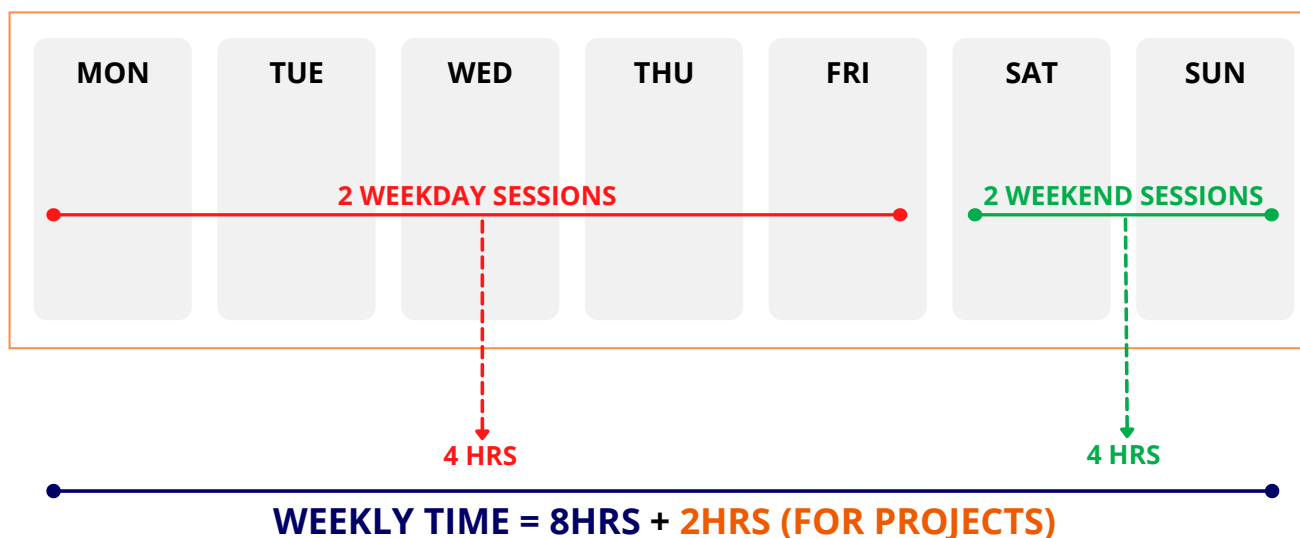 MON TUE WED THU FRI SAT SUN
2 WEEKDAY SESSIONS 2 WEEKEND SESSIONS
4 HRS 4 HRS
WEEKLY TIME = 8HRS + 2HRS (FOR PROJECTS)